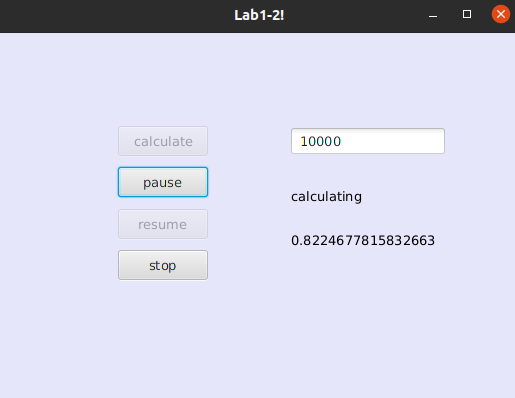 Lab1-2!
calculate
10000
pause
calculating
resume
0.8224677815832663
stop